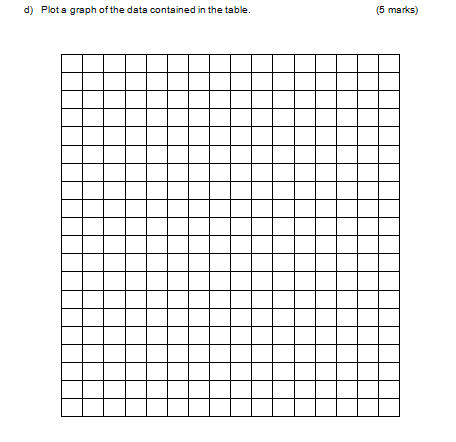 d) Plot a graph of the data contained in the table. (5 marks)